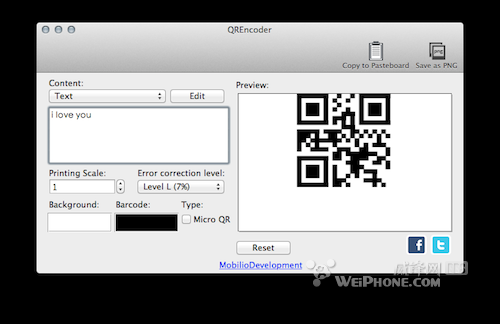 QREncoder
Copy to Pasteboard
Save as PNG
Content:
Text
Edit
Preview:
i love you
Printing Scale:
Error correction level:
1
Level L (7%)
Background:
Barcode:
Type:
Micro QR
Reset
MobilioDevelopment
威锋网
WEIPHONE.COM